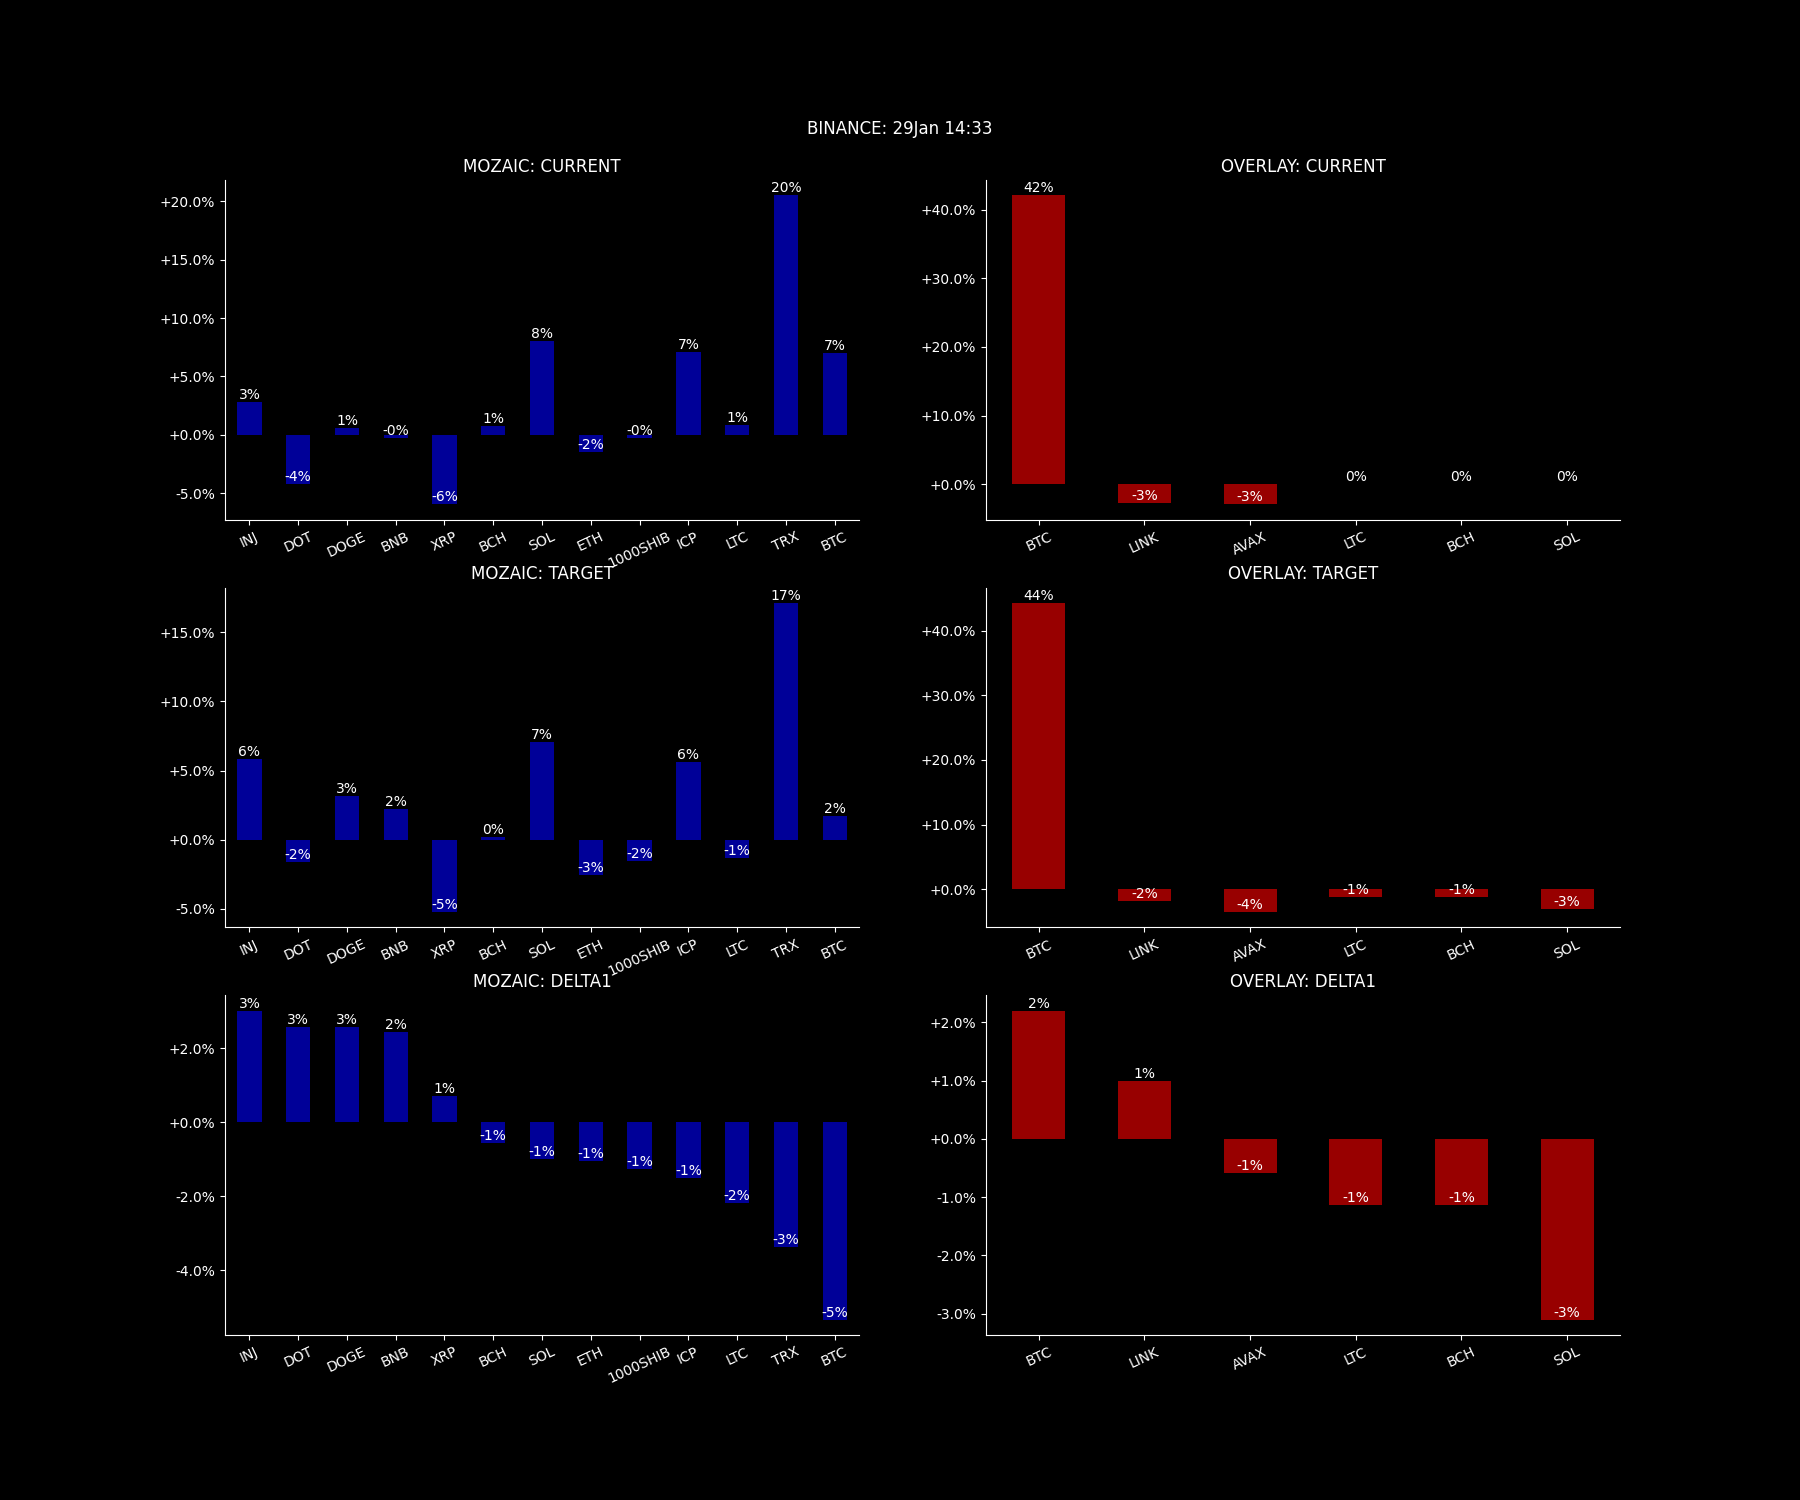 BINANCE: 29Jan 14:33
MOZAIC: CURRENT
+20.0%
+15.0%
+10.0%
+5.0%
+0.0%
-5.0%
3% -4% 1% -0% -6% 1% 8% -2% -0% 7% 1% 20% 7%
INJ DOT DOGE BNB XRP BCH SOL ETH 1000SHIB ICP LTC TRX BTC
OVERLAY: CURRENT
+40.0%
+30.0%
+20.0%
+10.0%
+0.0%
42% -3% -3% 0% 0% 0%
BTC LINK AVAX LTC BCH SOL
MOZAIC: TARGET
+15.0%
+10.0%
+5.0%
+0.0%
-5.0%
6% -2% 3% 2% -5% 0% 7% -3% -2% 6% -1% 17% 2%
INJ DOT DOGE BNB XRP BCH SOL ETH 1000SHIB ICP LTC TRX BTC
OVERLAY: TARGET
+40.0%
+30.0%
+20.0%
+10.0%
+0.0%
44% -2% -4% -1% -1% -3%
BTC LINK AVAX LTC BCH SOL
MOZAIC: DELTA1
+2.0%
+0.0%
-2.0%
-4.0%
3% 3% 3% 2% 1% -1% -1% -1% -1% -1% -2% -3% -5%
INJ DOT DOGE BNB XRP BCH SOL ETH 1000SHIB ICP LTC TRX BTC
OVERLAY: DELTA1
+2.0%
+1.0%
+0.0%
-1.0%
-2.0%
-3.0%
2% 1% -1% -1% -1% -3%
BTC LINK AVAX LTC BCH SOL